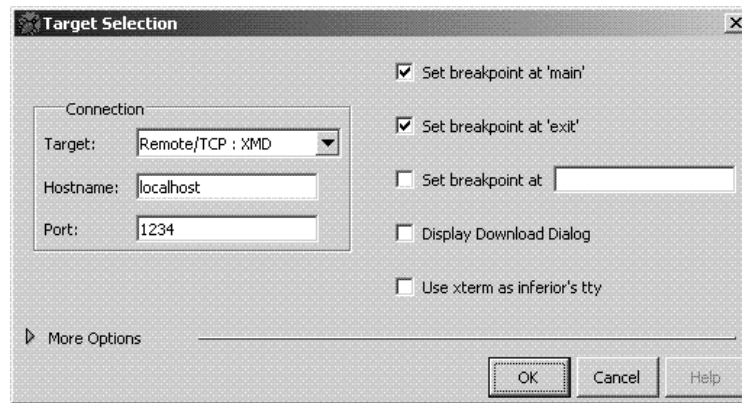 Target Selection
Connection
Target: Remote/TCP : XMD
Hostname: localhost
Port: 1234
Set breakpoint at 'main'
Set breakpoint at 'exit'
Set breakpoint at
Display Download Dialog
Use xterm as inferior's tty
More Options
OK Cancel Help